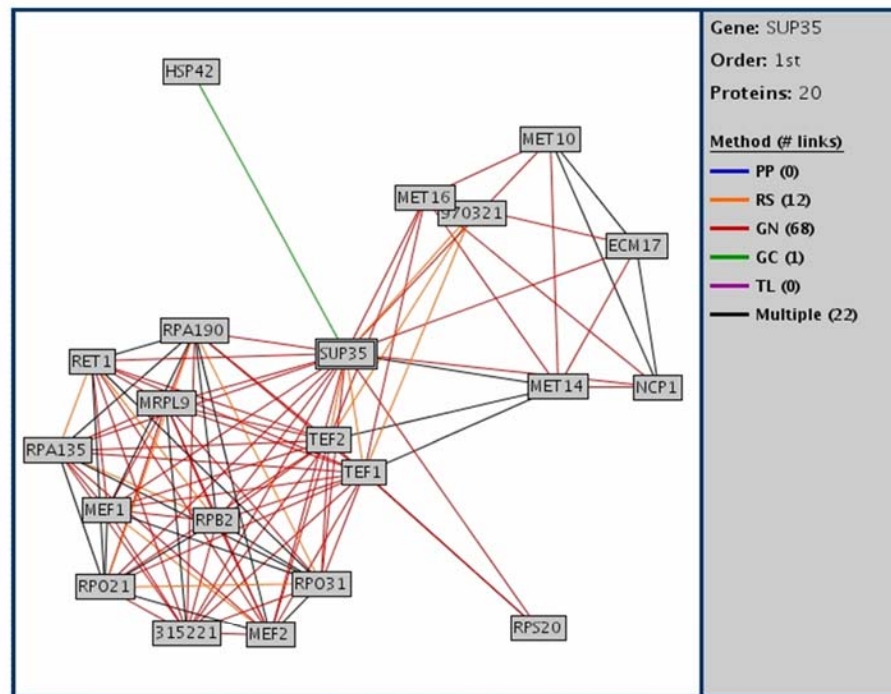 Gene: SUP35
Order: 1st
Proteins: 20
Method (# links)
PP (0)
RS (12)
GN (68)
GC (1)
TL (0)
Multiple (22)
HSP42
MET10
MET16
970321
ECM17
RPA190
SUP35
RET1
MET14
NCP1
MRPL9
TEF2
RPA135
TEF1
MEF1
RPB2
RPO21
RPO31
315221
MEF2
RPS20